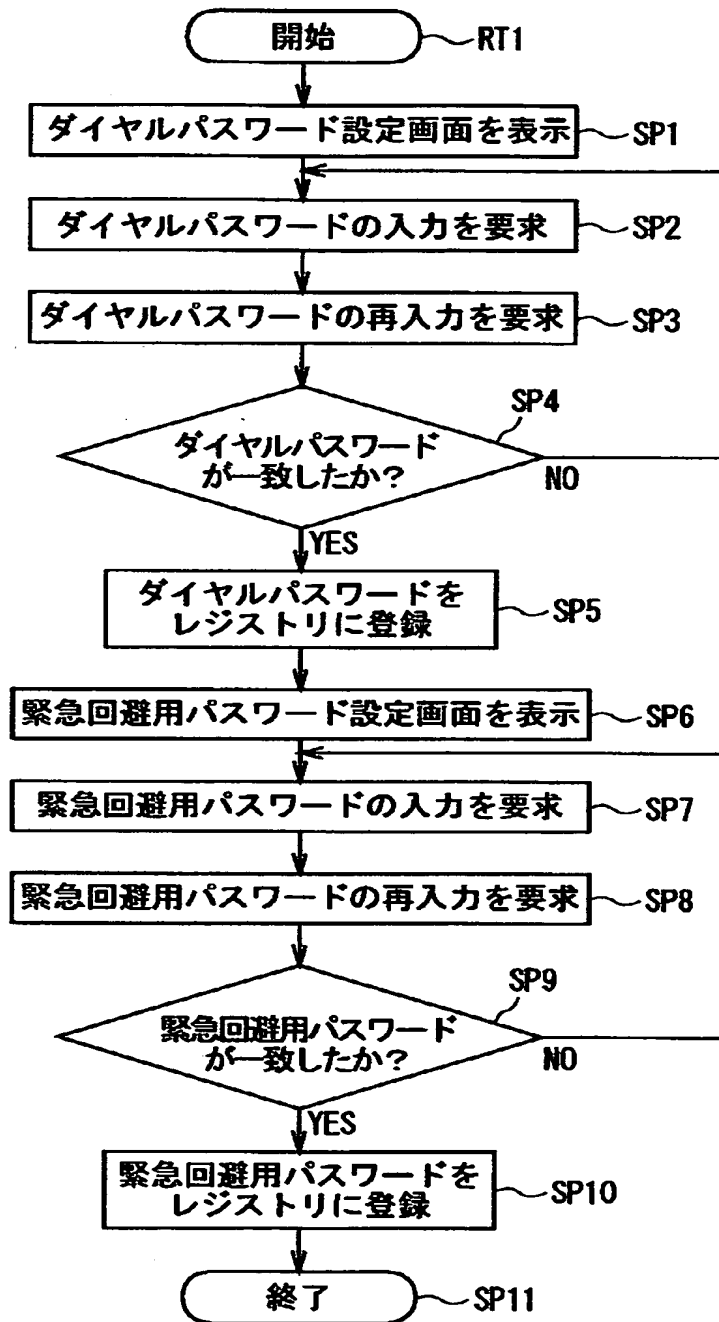 開始 RT1
ダイヤルパスワード設定画面を表示 SP1
ダイヤルパスワードの入力を要求 SP2
ダイヤルパスワードの再入力を要求 SP3
SP4
ダイヤルパスワード
が一致したか?
NO
YES
ダイヤルパスワードを
レジストリに登録
SP5
緊急回避用パスワード設定画面を表示 SP6
緊急回避用パスワードの入力を要求 SP7
緊急回避用パスワードの再入力を要求 SP8
SP9
緊急回避用パスワード
が一致したか?
NO
YES
緊急回避用パスワードを
レジストリに登録
SP10
終了 SP11